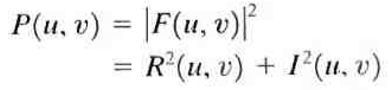 P(u, v) = |F(u, v)|²
= R²(u, v) + I²(u, v)